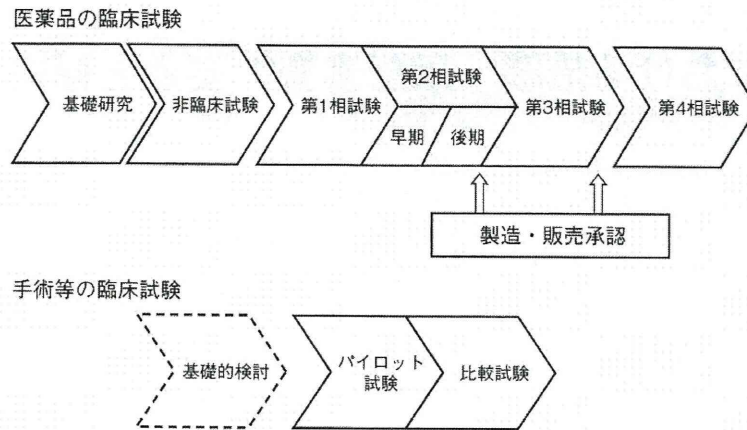 医薬品の臨床試験
基礎研究
非臨床試験
第1相試験
第2相試験
早期
後期
第3相試験
第4相試験
製造・販売承認
手術等の臨床試験
基礎的検討
パイロット
試験
比較試験